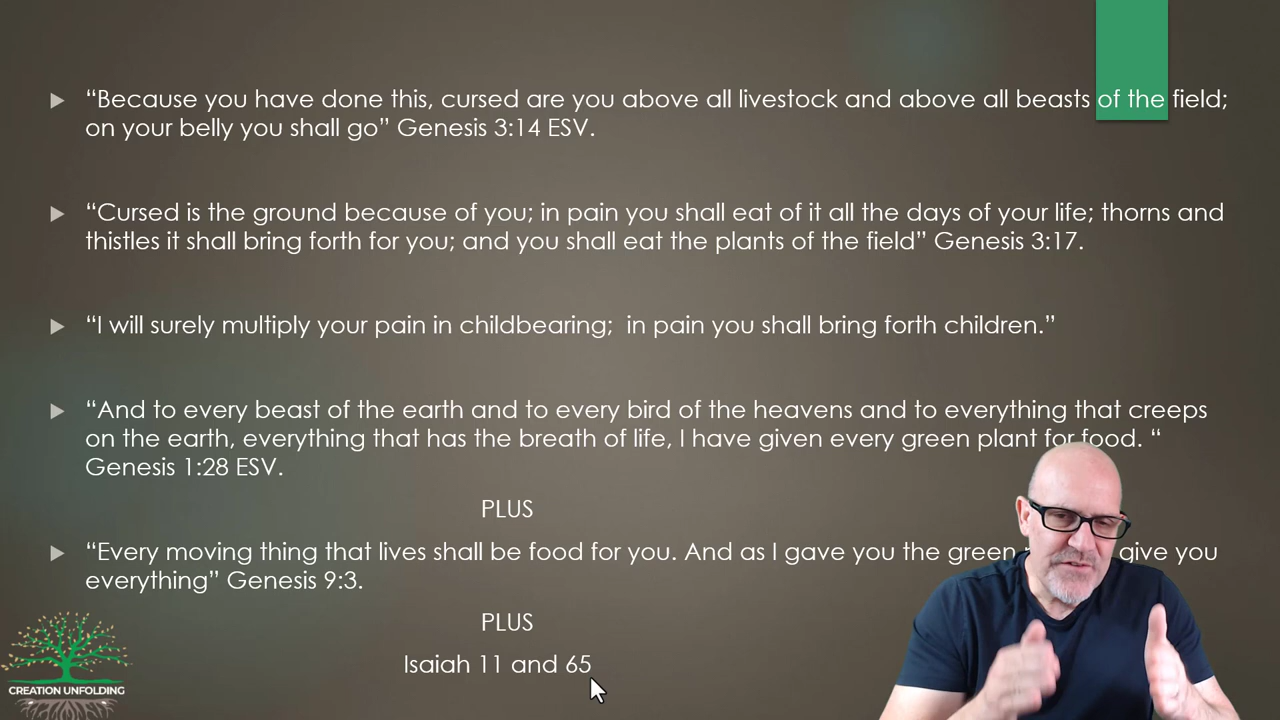 “Because you have done this, cursed are you above all livestock and above all beasts of the field;
on your belly you shall go” Genesis 3:14 ESV.
“Cursed is the ground because of you; in pain you shall eat of it all the days of your life; thorns and
thistles it shall bring forth for you; and you shall eat the plants of the field” Genesis 3:17.
“I will surely multiply your pain in childbearing;  in pain you shall bring forth children.”
“And to every beast of the earth and to every bird of the heavens and to everything that creeps
on the earth, everything that has the breath of life, I have given every green plant for food. “
Genesis 1:28 ESV.
PLUS
“Every moving thing that lives shall be food for you. And as I gave you the green give you
everything” Genesis 9:3.
PLUS
Isaiah 11 and 65
CREATION UNFOLDING